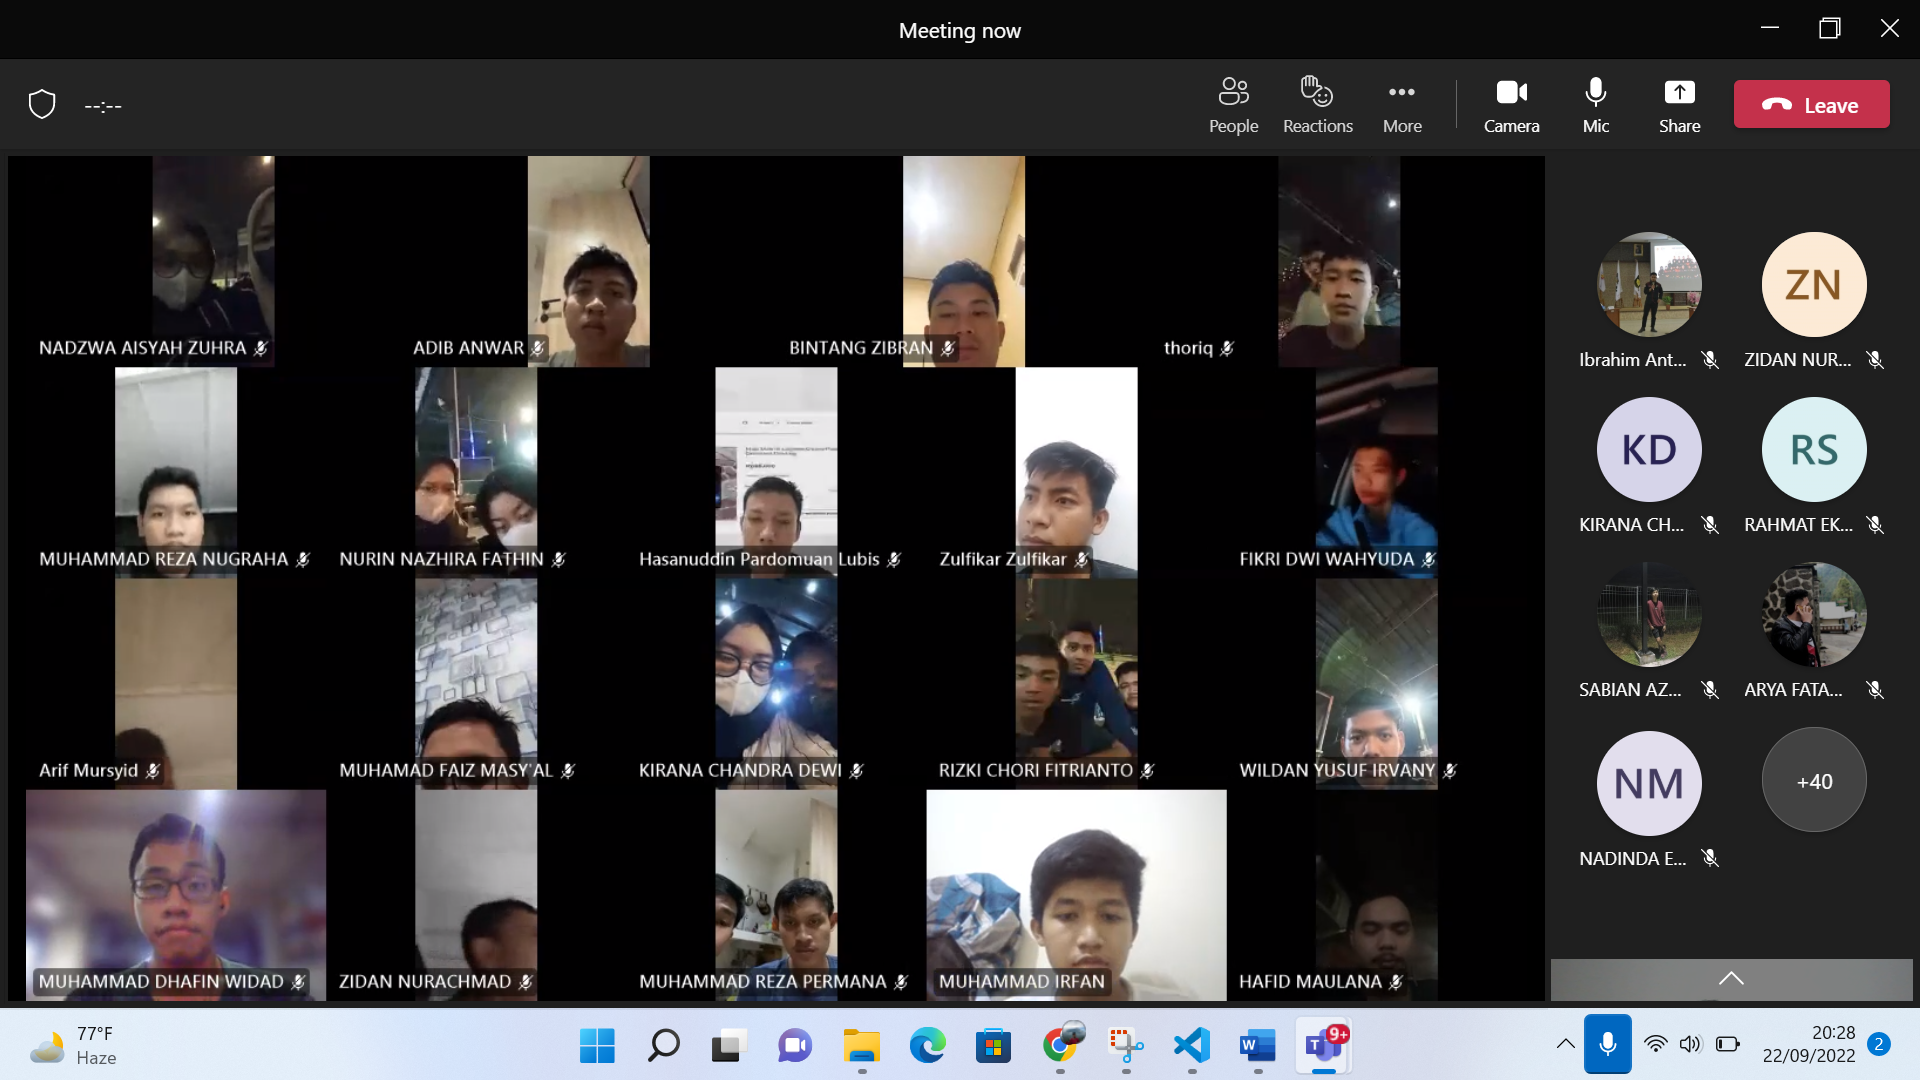 Meeting now
--:--
People
Reactions
More
Camera
Mic
Share
Leave
NADZWA AISYAH ZUHRA
ADIB ANWAR
BINTANG ZIBRAN
thoriq
MUHAMMAD REZA NUGRAHA
NURIN NAZHIRA FATHIN
Hasanuddin Pardomuan Lubis
Zulfikar Zulfikar
FIKRI DWI WAHYUDA
Arif Mursyid
MUHAMAD FAIZ MASY'AL
KIRANA CHANDRA DEWI
RIZKI CHORI FITRIANTO
WILDAN YUSUF IRVANY
MUHAMMAD DHAFIN WIDAD
ZIDAN NURACHMAD
MUHAMMAD REZA PERMANA
MUHAMMAD IRFAN
HAFID MAULANA
Ibrahim Ant...
ZN
ZIDAN NUR...
KD
KIRANA CH...
RS
RAHMAT EK...
SABIAN AZ...
ARYA FATA...
NM
NADINDA E...
+40
77°F
Haze
W
T
9+
20:28
22/09/2022
2